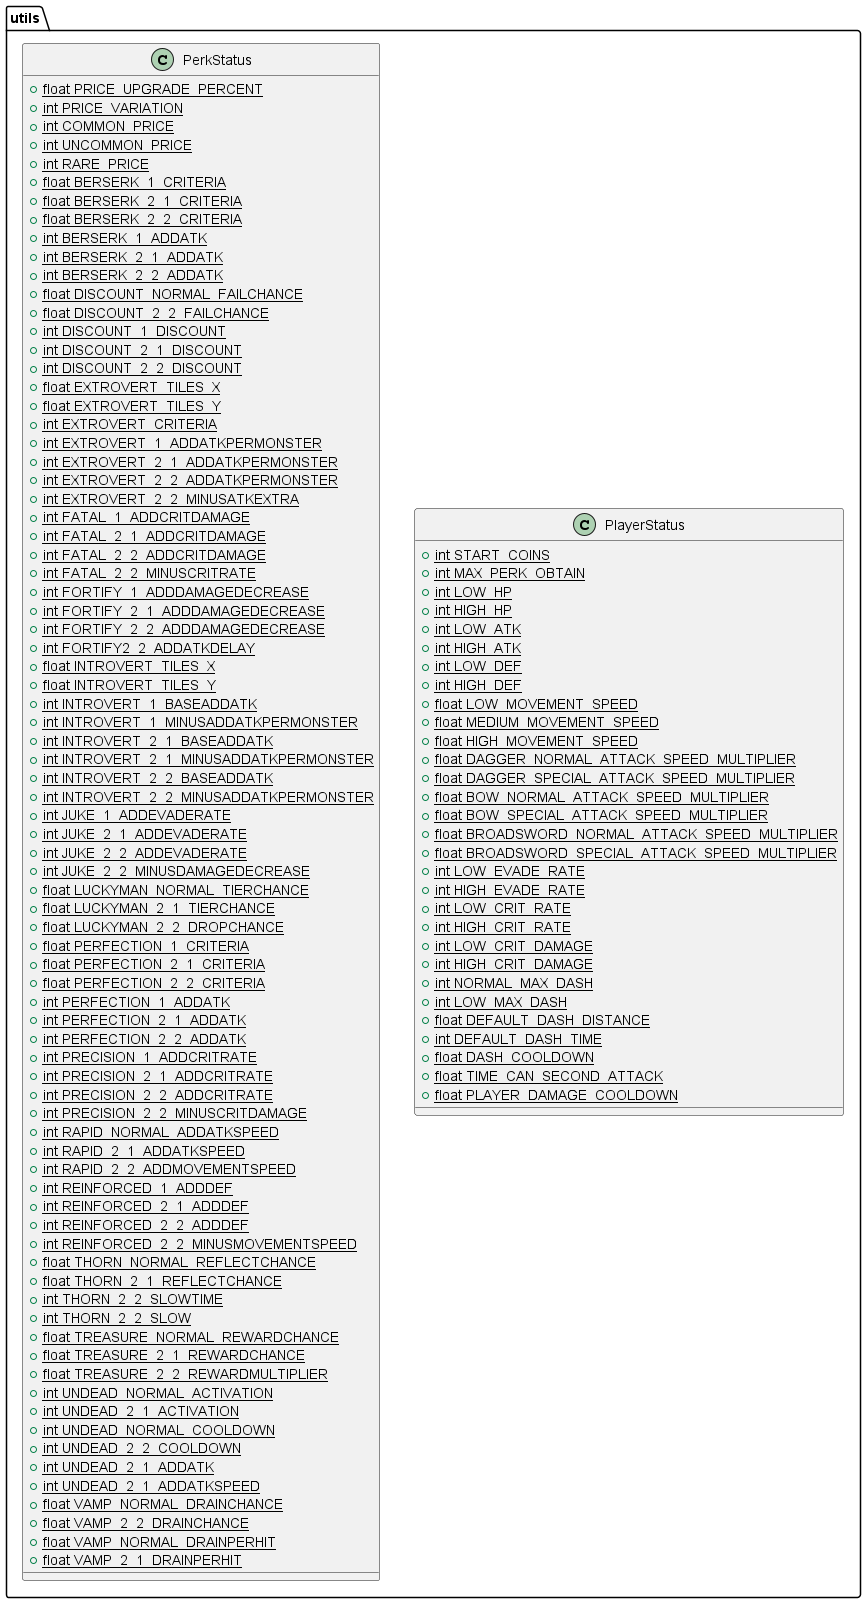 utils
C PerkStatus
float PRICE_UPGRADE_PERCENT
int PRICE_VARIATION
int COMMON_PRICE
int UNCOMMON_PRICE
int RARE_PRICE
float BERSERK_1_CRITERIA
float BERSERK_2_1_CRITERIA
float BERSERK_2_2_CRITERIA
int BERSERK_1_ADDATK
int BERSERK_2_1_ADDATK
int BERSERK_2_2_ADDATK
float DISCOUNT_NORMAL_FAILCHANCE
float DISCOUNT_2_2_FAILCHANCE
int DISCOUNT_1_DISCOUNT
int DISCOUNT_2_1_DISCOUNT
int DISCOUNT_2_2_DISCOUNT
float EXTROVERT_TILES_X
float EXTROVERT_TILES_Y
int EXTROVERT_CRITERIA
int EXTROVERT_1_ADDATKPERMONSTER
int EXTROVERT_2_1_ADDATKPERMONSTER
int EXTROVERT_2_2_ADDATKPERMONSTER
int EXTROVERT_2_2_MINUSATKEXTRA
int FATAL_1_ADDCRITDAMAGE
int FATAL_2_1_ADDCRITDAMAGE
int FATAL_2_2_ADDCRITDAMAGE
int FATAL_2_2_MINUSCRITRATE
int FORTIFY_1_ADDDAMAGEDECREASE
int FORTIFY_2_1_ADDDAMAGEDECREASE
int FORTIFY_2_2_ADDDAMAGEDECREASE
int FORTIFY2_2_ADDATKDELAY
float INTROVERT_TILES_X
float INTROVERT_TILES_Y
int INTROVERT_1_BASEADDATK
int INTROVERT_1_MINUSADDATKPERMONSTER
int INTROVERT_2_1_BASEADDATK
int INTROVERT_2_1_MINUSADDATKPERMONSTER
int INTROVERT_2_2_BASEADDATK
int INTROVERT_2_2_MINUSADDATKPERMONSTER
int JUKE_1_ADDEVADERATE
int JUKE_2_1_ADDEVADERATE
int JUKE_2_2_ADDEVADERATE
int JUKE_2_2_MINUSDAMAGEDECREASE
float LUCKYMAN_NORMAL_TIERCHANCE
float LUCKYMAN_2_1_TIERCHANCE
float LUCKYMAN_2_2_DROPCHANCE
float PERFECTION_1_CRITERIA
float PERFECTION_2_1_CRITERIA
float PERFECTION_2_2_CRITERIA
int PERFECTION_1_ADDATK
int PERFECTION_2_1_ADDATK
int PERFECTION_2_2_ADDATK
int PRECISION_1_ADDCRITRATE
int PRECISION_2_1_ADDCRITRATE
int PRECISION_2_2_ADDCRITRATE
int PRECISION_2_2_MINUSCRITDAMAGE
int RAPID_NORMAL_ADDATKSPEED
int RAPID_2_1_ADDATKSPEED
int RAPID_2_2_ADDMOVEMENTSPEED
int REINFORCED_1_ADDDEF
int REINFORCED_2_1_ADDDEF
int REINFORCED_2_2_ADDDEF
int REINFORCED_2_2_MINUSMOVEMENTSPEED
float THORN_NORMAL_REFLECTCHANCE
float THORN_2_1_REFLECTCHANCE
int THORN_2_2_SLOWTIME
int THORN_2_2_SLOW
float TREASURE_NORMAL_REWARDCHANCE
float TREASURE_2_1_REWARDCHANCE
float TREASURE_2_2_REWARDMULTIPLIER
int UNDEAD_NORMAL_ACTIVATION
int UNDEAD_2_1_ACTIVATION
int UNDEAD_NORMAL_COOLDOWN
int UNDEAD_2_2_COOLDOWN
int UNDEAD_2_1_ADDATK
int UNDEAD_2_1_ADDATKSPEED
float VAMP_NORMAL_DRAINCHANCE
float VAMP_2_2_DRAINCHANCE
float VAMP_NORMAL_DRAINPERHIT
float VAMP_2_1_DRAINPERHIT
C PlayerStatus
int START_COINS
int MAX_PERK_OBTAIN
int LOW_HP
int HIGH_HP
int LOW_ATK
int HIGH_ATK
int LOW_DEF
int HIGH_DEF
float LOW_MOVEMENT_SPEED
float MEDIUM_MOVEMENT_SPEED
float HIGH_MOVEMENT_SPEED
float DAGGER_NORMAL_ATTACK_SPEED_MULTIPLIER
float DAGGER_SPECIAL_ATTACK_SPEED_MULTIPLIER
float BOW_NORMAL_ATTACK_SPEED_MULTIPLIER
float BOW_SPECIAL_ATTACK_SPEED_MULTIPLIER
float BROADSWORD_NORMAL_ATTACK_SPEED_MULTIPLIER
float BROADSWORD_SPECIAL_ATTACK_SPEED_MULTIPLIER
int LOW_EVADE_RATE
int HIGH_EVADE_RATE
int LOW_CRIT_RATE
int HIGH_CRIT_RATE
int LOW_CRIT_DAMAGE
int HIGH_CRIT_DAMAGE
int NORMAL_MAX_DASH
int LOW_MAX_DASH
float DEFAULT_DASH_DISTANCE
int DEFAULT_DASH_TIME
float DASH_COOLDOWN
float TIME_CAN_SECOND_ATTACK
float PLAYER_DAMAGE_COOLDOWN